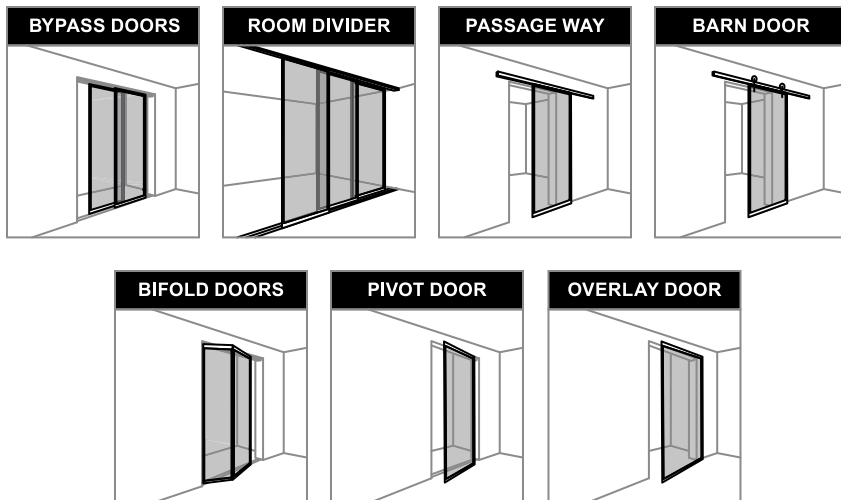 BYPASS DOORS
ROOM DIVIDER
PASSAGE WAY
BARN DOOR
BIFOLD DOORS
PIVOT DOOR
OVERLAY DOOR